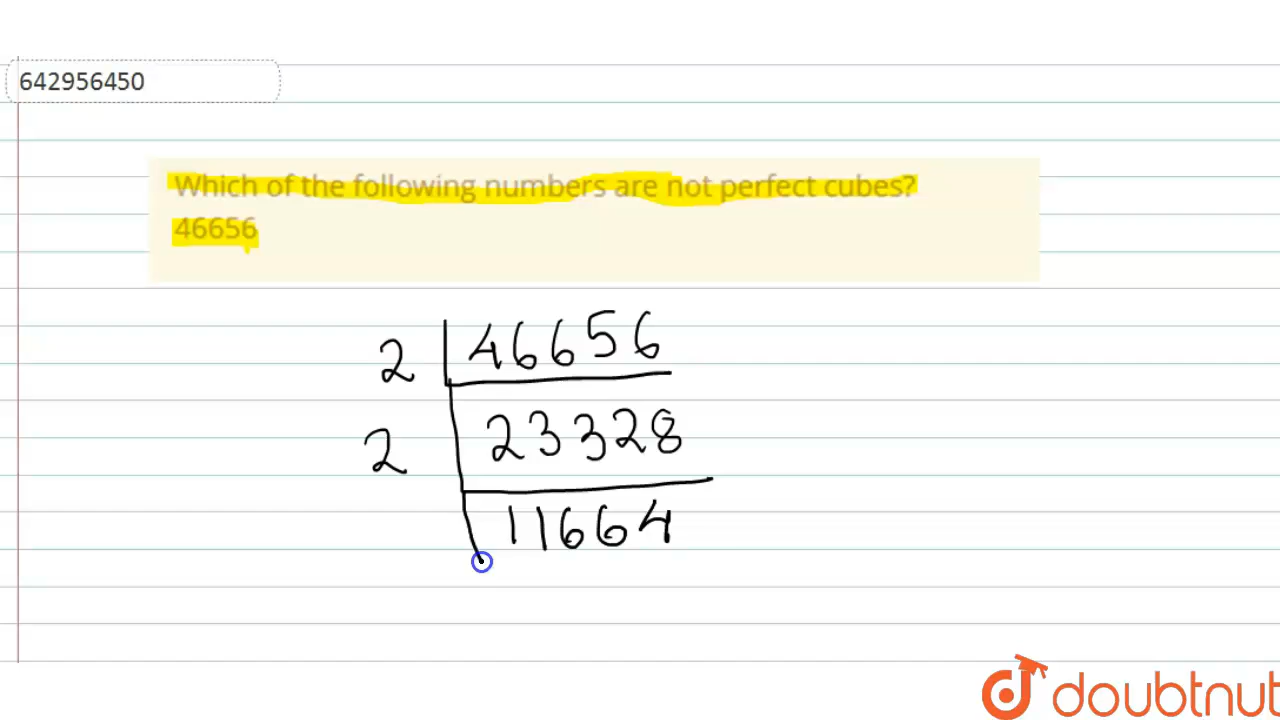 642956450
Which of the following numbers are not perfect cubes?
46656
2 46656
2 23328
11664
doubtnut